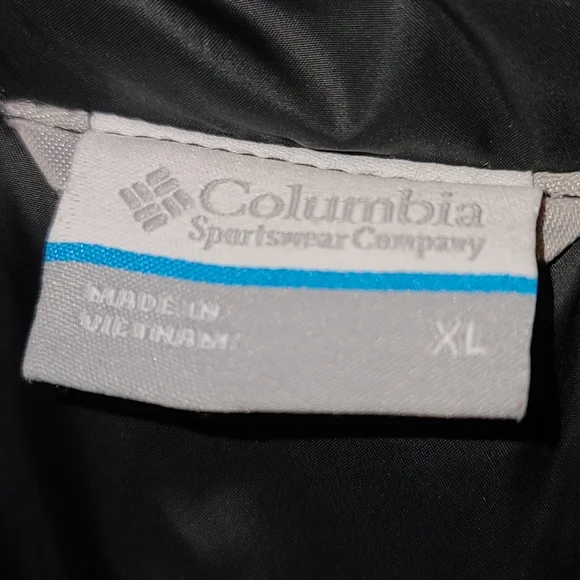 Columbia
Sportswear Company
MADE IN
VIETNAM
XL